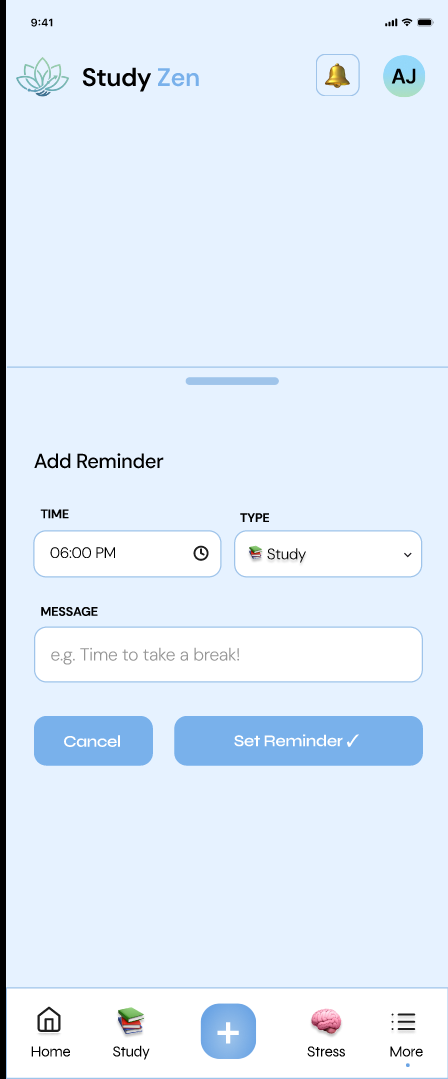 9:41
Study Zen
AJ
Add Reminder
TIME
TYPE
06:00 PM
Study
MESSAGE
e.g. Time to take a break!
Cancel
Set Reminder ✓
Home
Study
+
Stress
More